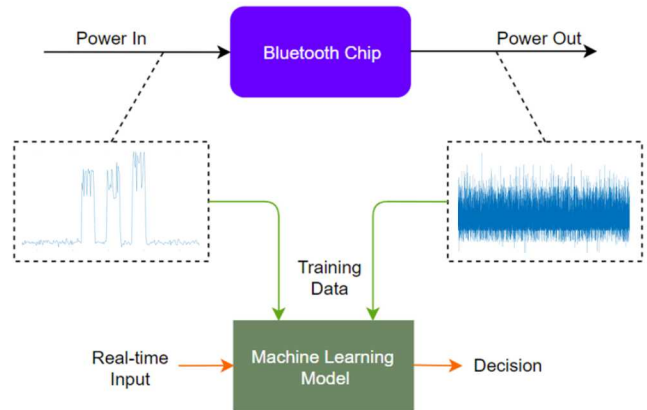 Power In
Bluetooth Chip
Power Out
Training
Data
Real-time
Input
Machine Learning
Model
Decision